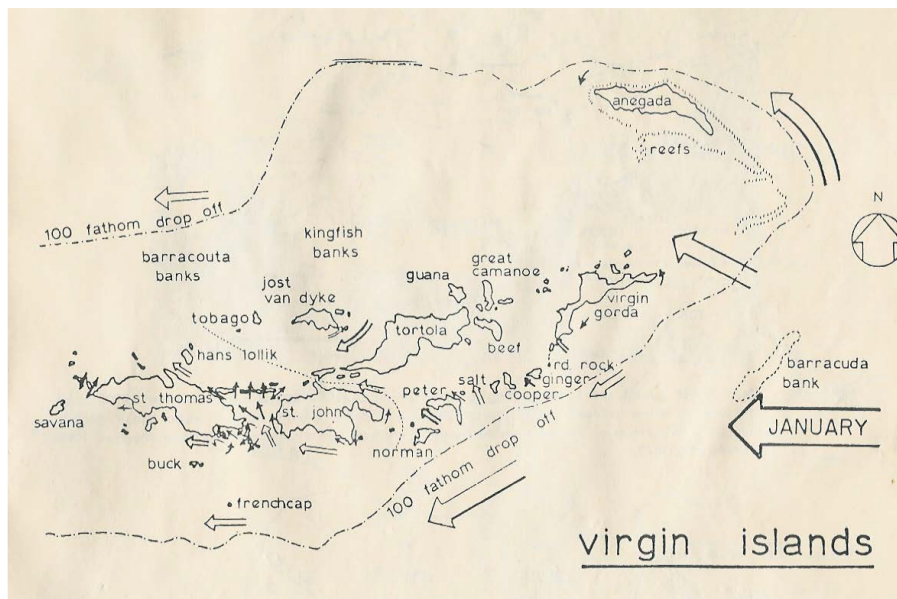 anegada
reefs
N
100 fathom drop off
kingfish
banks
barracouta
banks
great
camanoe
guana
jost
van dyke
virgin
gorda
tobago
tortola
beef
hans lollik
rd. rock
barracuda
bank
salt
ginger
peter
cooper
st thomas
st. john
savana
JANUARY
norman
buck
100 fathom drop off
frenchcap
virgin islands